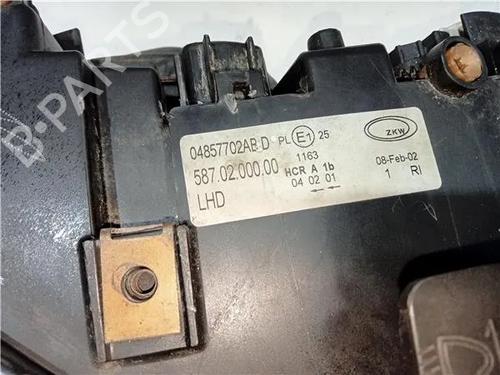 04857702AB D PL E1 25
1163
587.02.000.00 HCR A 1b
04 02 01
LHD
ZKW
08-Feb-02
1 RI
B-PARTS